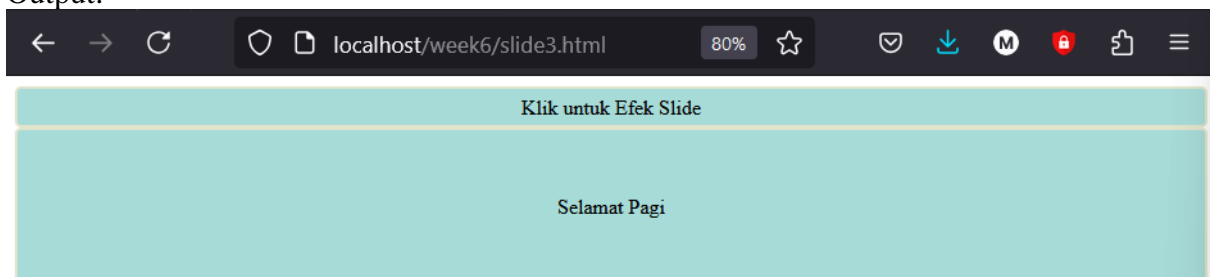 Output:
localhost/week6/slide3.html 80%
M
Klik untuk Efek Slide
Selamat Pagi